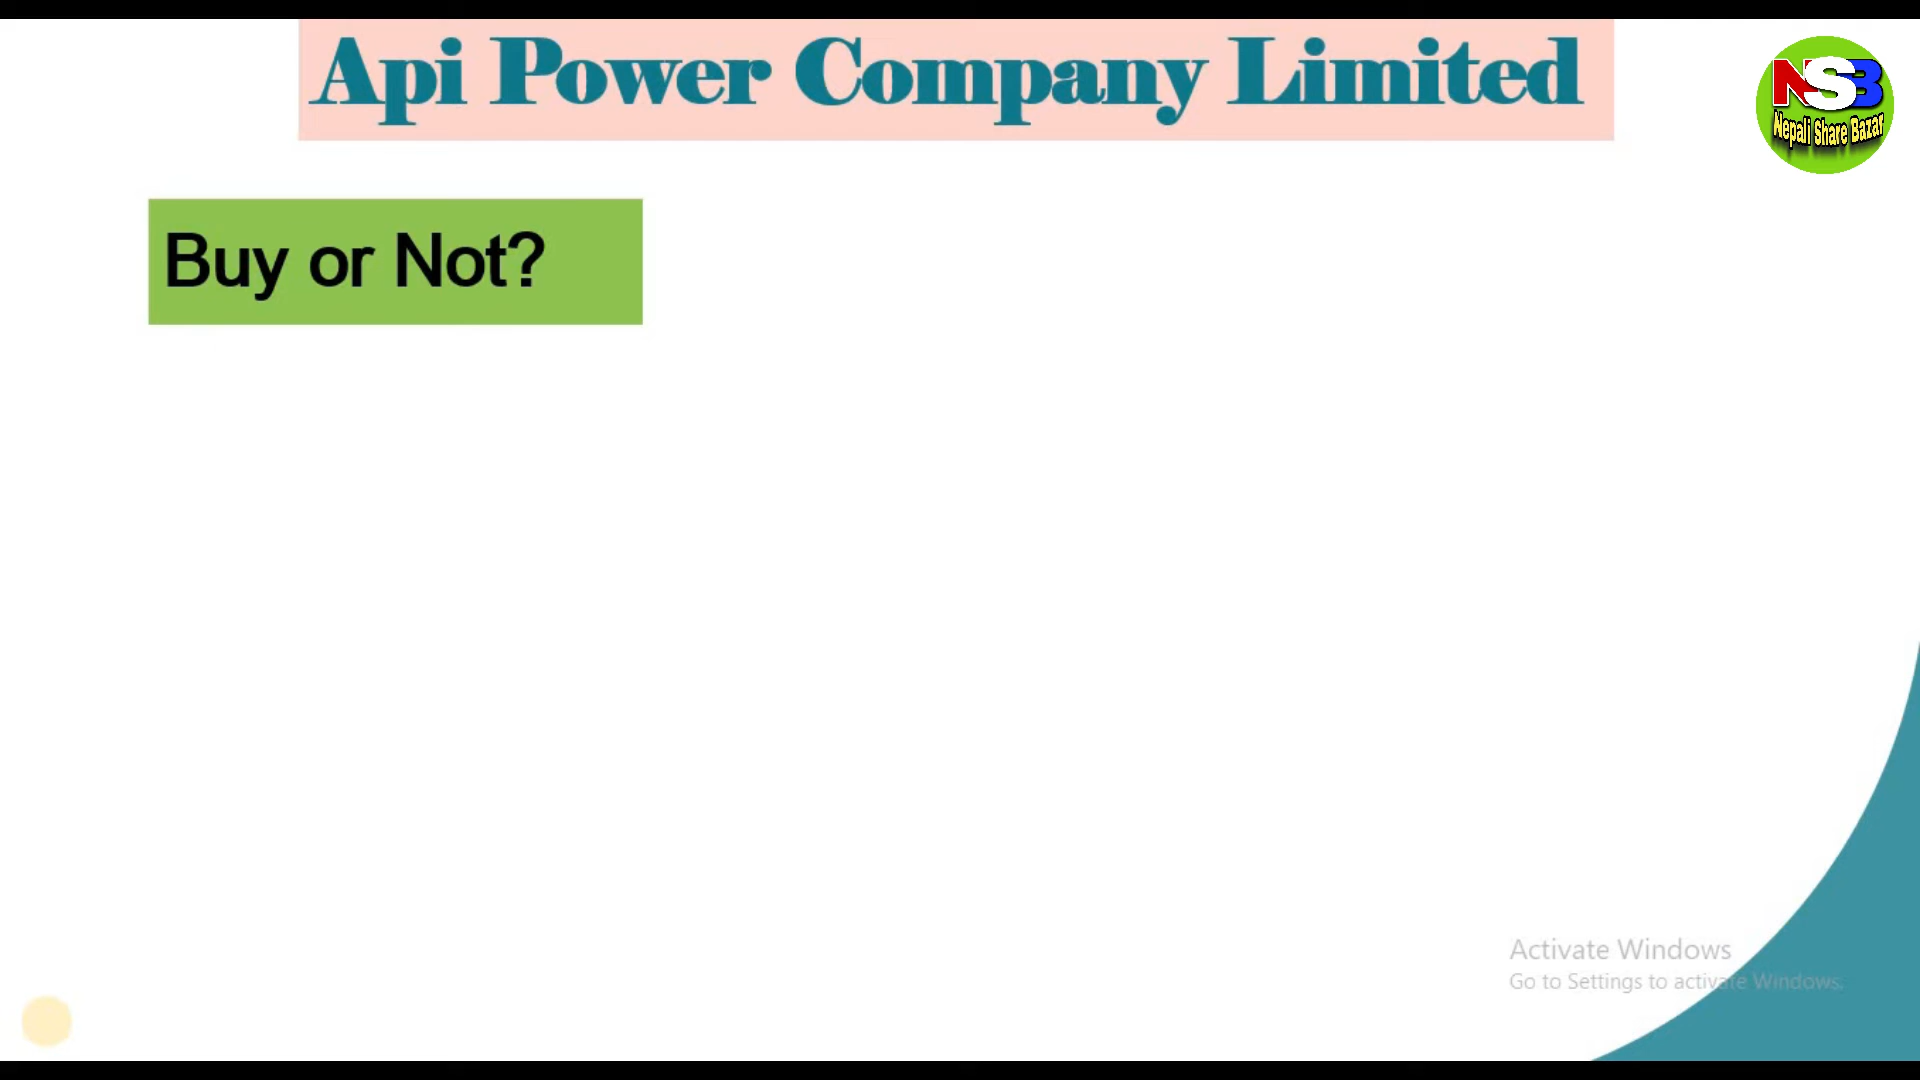 Api Power Company Limited
NSB
Nepali Share Bazar
Buy or Not?
Activate Windows
Go to Settings to activate Windows.